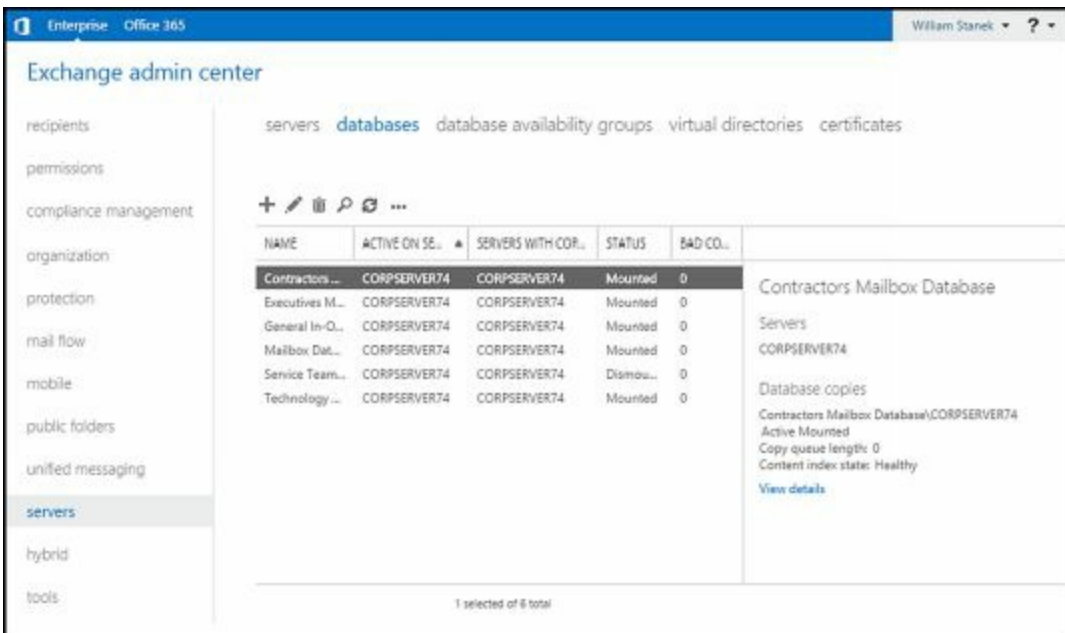 Enterprise Office 365
William Stanek ?
Exchange admin center
recipients
permissions
compliance management
organization
protection
mail flow
mobile
public folders
unified messaging
servers
hybrid
tools
servers databases database availability groups virtual directories certificates
NAME ACTIVE ON SE... SERVERS WITH COP... STATUS BAD CO...
Contractors ... CORPSERVER74 CORPSERVER74 Mounted 0
Executives M... CORPSERVER74 CORPSERVER74 Mounted 0
General In-O... CORPSERVER74 CORPSERVER74 Mounted 0
Mailbox Dat... CORPSERVER74 CORPSERVER74 Mounted 0
Service Team... CORPSERVER74 CORPSERVER74 Dismou... 0
Technology ... CORPSERVER74 CORPSERVER74 Mounted 0
1 selected of 6 total
Contractors Mailbox Database
Servers
CORPSERVER74
Database copies
Contractors Mailbox Database\CORPSERVER74
Active Mounted
Copy queue length: 0
Content index state: Healthy
View details